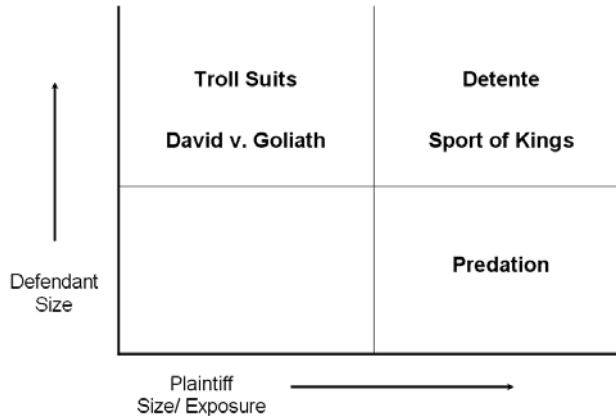 Troll Suits
Detente
David v. Goliath
Sport of Kings
Predation
Defendant
Size
Plaintiff
Size/ Exposure